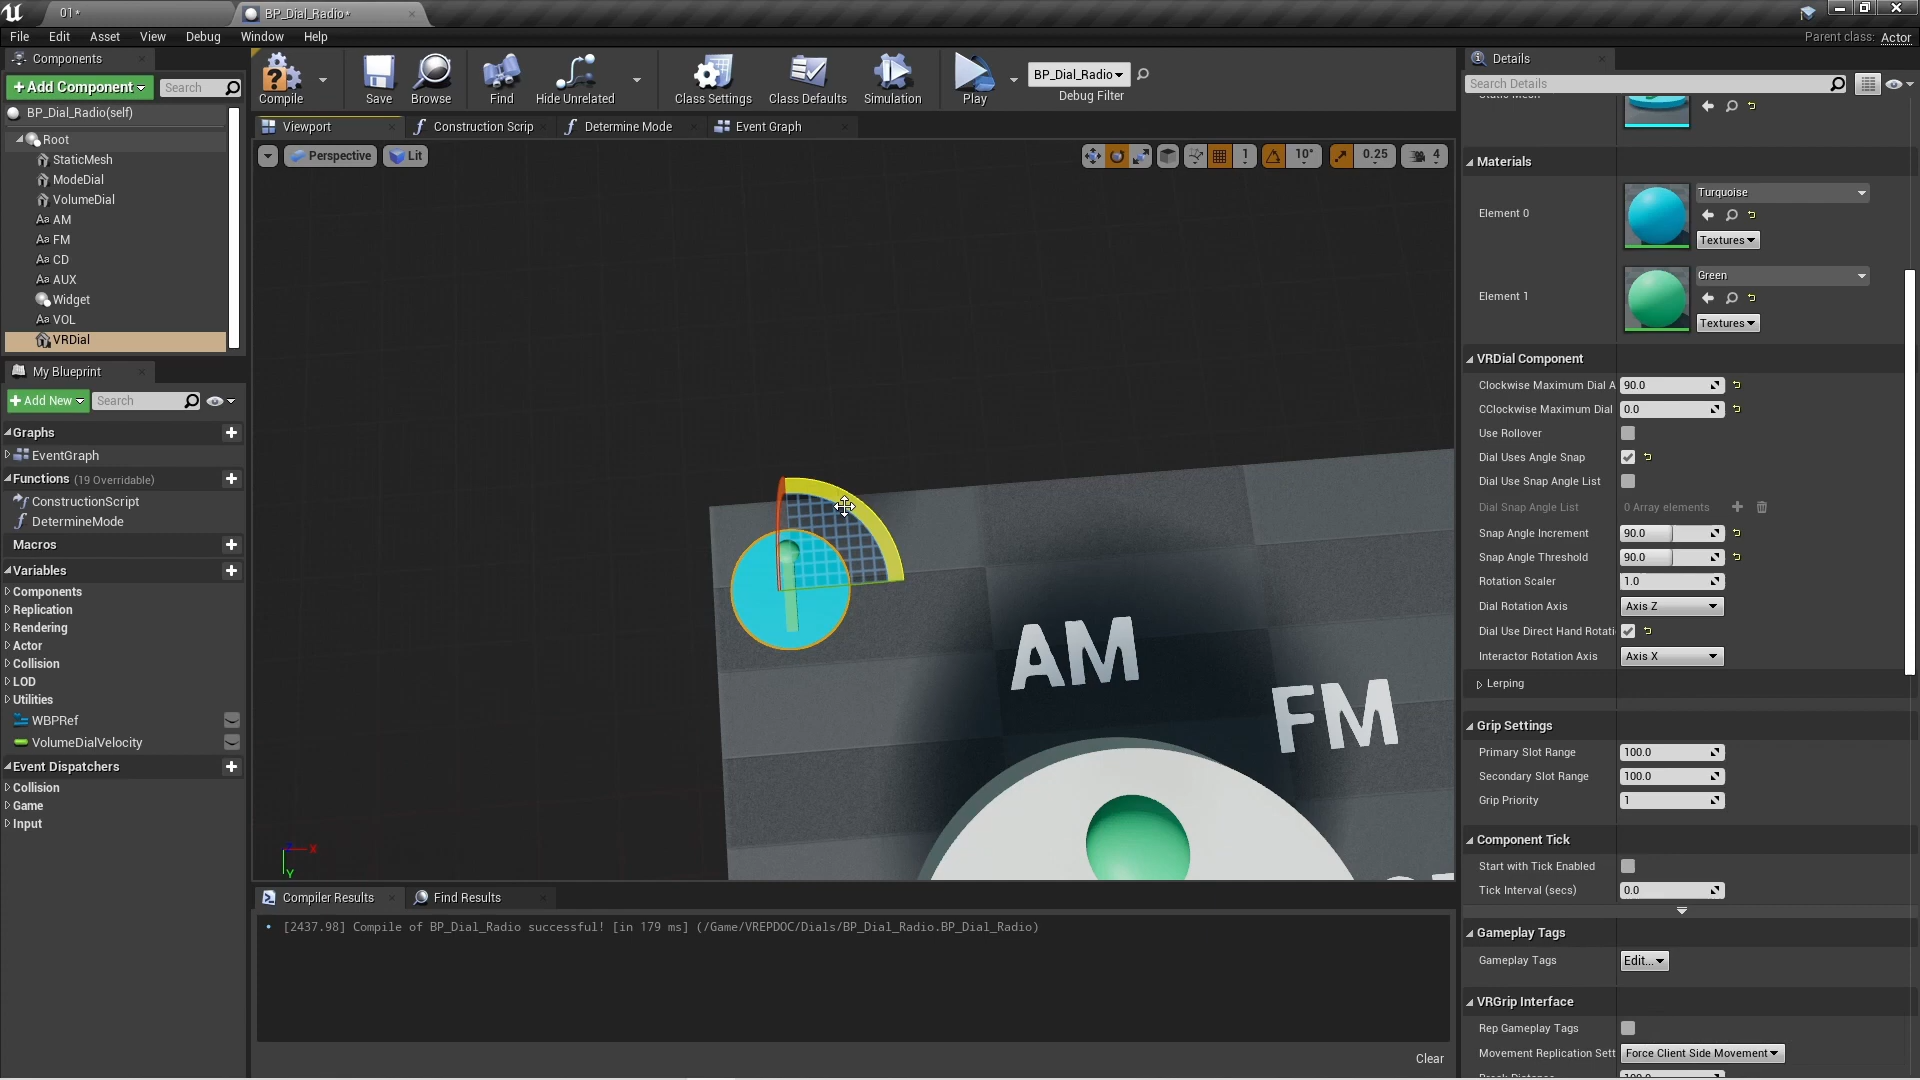 01*
BP_Dial_Radio*
File Edit Asset View Debug Window Help
Parent class: Actor
Components
+Add Component
Search
BP_Dial_Radio(self)
Root
StaticMesh
ModeDial
VolumeDial
Aa AM
Aa FM
Aa CD
Aa AUX
Widget
Aa VOL
VRDial
My Blueprint
+Add New
Search
Graphs
EventGraph
Functions (19 Overridable)
ConstructionScript
DetermineMode
Macros
Variables
Components
Replication
Rendering
Actor
Collision
LOD
Utilities
WBPRef
VolumeDialVelocity
Event Dispatchers
Collision
Game
Input
Compile
Save
Browse
Find
Hide Unrelated
Class Settings
Class Defaults
Simulation
Play
BP_Dial_Radio
Debug Filter
Viewport
Construction Scrip
Determine Mode
Event Graph
Perspective
Lit
1
10°
0.25
4
AM
FM
X
Y
Compiler Results
Find Results
[2437.98] Compile of BP_Dial_Radio successful! [in 179 ms] (/Game/VREPDOC/Dials/BP_Dial_Radio.BP_Dial_Radio)
Clear
Details
Search Details
Materials
Element 0
Turquoise
Textures
Element 1
Green
Textures
VRDial Component
Clockwise Maximum Dial A 90.0
CClockwise Maximum Dial 0.0
Use Rollover
Dial Uses Angle Snap
Dial Use Snap Angle List
Dial Snap Angle List 0 Array elements
Snap Angle Increment 90.0
Snap Angle Threshold 90.0
Rotation Scaler 1.0
Dial Rotation Axis Axis Z
Dial Use Direct Hand Rotati
Interactor Rotation Axis Axis X
Lerping
Grip Settings
Primary Slot Range 100.0
Secondary Slot Range 100.0
Grip Priority 1
Component Tick
Start with Tick Enabled
Tick Interval (secs) 0.0
Gameplay Tags
Gameplay Tags Edit...
VRGrip Interface
Rep Gameplay Tags
Movement Replication Sett Force Client Side Movement